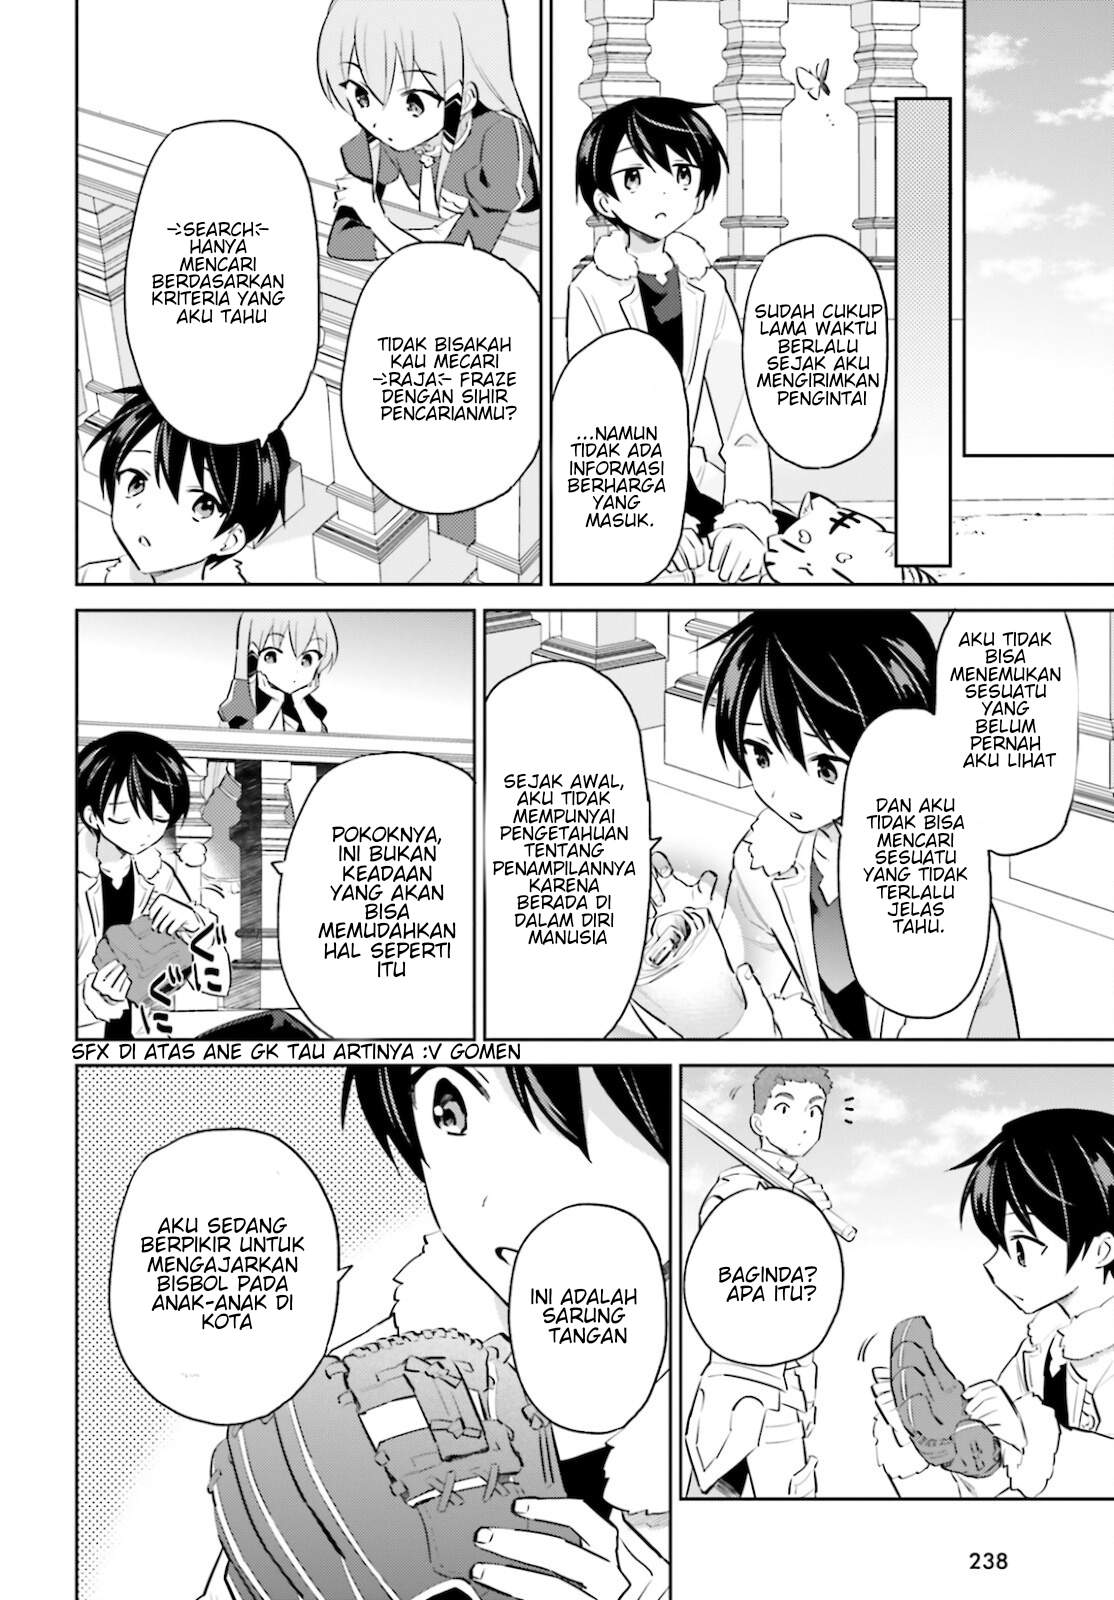 SUDAH CUKUP
LAMA WAKTU
BERLALU
SEJAK AKU
MENGIRIMKAN
PENGINTAI
...NAMUN
TIDAK ADA
INFORMASI
BERHARGA
YANG
MASUK.
TIDAK BISAKAH
KAU MECARI
->RAJA<- FRAZE
DENGAN SIHIR
PENCARIANMU?
->SEARCH<-
HANYA
MENCARI
BERDASARKAN
KRITERIA YANG
AKU TAHU
AKU TIDAK
BISA
MENEMUKAN
SESUATU
YANG
BELUM
PERNAH
AKU LIHAT
DAN AKU
TIDAK BISA
MENCARI
SESUATU
YANG TIDAK
TERLALU
JELAS
TAHU.
SEJAK AWAL,
AKU TIDAK
MEMPUNYAI
PENGETAHUAN
TENTANG
PENAMPILANNYA
KARENA
BERADA DI
DALAM DIRI
MANUSIA
POKOKNYA,
INI BUKAN
KEADAAN
YANG AKAN
BISA
MEMUDAHKAN
HAL SEPERTI
ITU
ぐぐ
ぐぐ
SFX DI ATAS ANE GK TAU ARTINYA :V GOMEN
BAGINDA?
APA ITU?
INI ADALAH
SARUNG
TANGAN
AKU SEDANG
BERPIKIR UNTUK
MENGAJARKAN
BISBOL PADA
ANAK-ANAK DI
KOTA
238